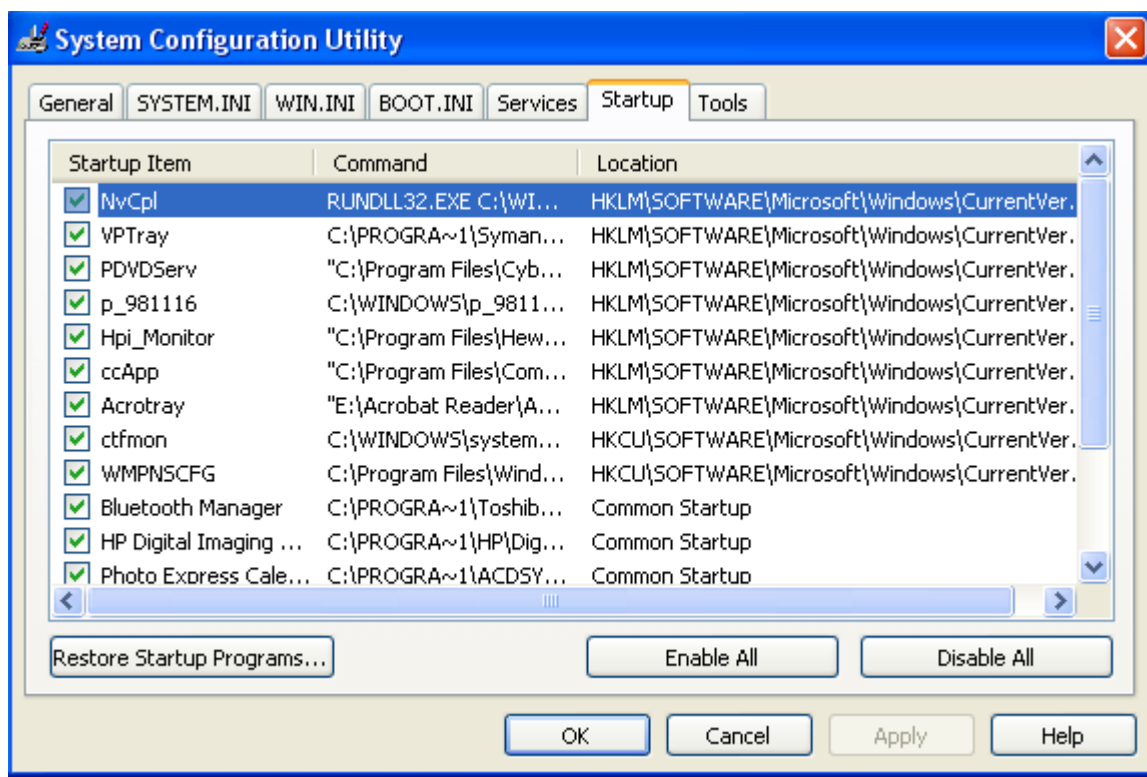 System Configuration Utility
General SYSTEM.INI WIN.INI BOOT.INI Services Startup Tools
Startup Item Command Location
NvCpl RUNDLL32.EXE C:\WI... HKLM\SOFTWARE\Microsoft\Windows\CurrentVer.
VPTray C:\PROGRA~1\Syman... HKLM\SOFTWARE\Microsoft\Windows\CurrentVer.
PDVDServ "C:\Program Files\Cyb... HKLM\SOFTWARE\Microsoft\Windows\CurrentVer.
p_981116 C:\WINDOWS\p_9811... HKLM\SOFTWARE\Microsoft\Windows\CurrentVer.
Hpi_Monitor "C:\Program Files\Hew... HKLM\SOFTWARE\Microsoft\Windows\CurrentVer.
ccApp "C:\Program Files\Com... HKLM\SOFTWARE\Microsoft\Windows\CurrentVer.
Acrotray "E:\Acrobat Reader\A... HKLM\SOFTWARE\Microsoft\Windows\CurrentVer.
ctfmon C:\WINDOWS\system... HKCU\SOFTWARE\Microsoft\Windows\CurrentVer.
WMPNSCFG C:\Program Files\Wind... HKCU\SOFTWARE\Microsoft\Windows\CurrentVer.
Bluetooth Manager C:\PROGRA~1\Toshib... Common Startup
HP Digital Imaging ... C:\PROGRA~1\HP\Dig... Common Startup
Photo Express Cale... C:\PROGRA~1\ACDSY... Common Startup
Restore Startup Programs... Enable All Disable All
OK Cancel Apply Help